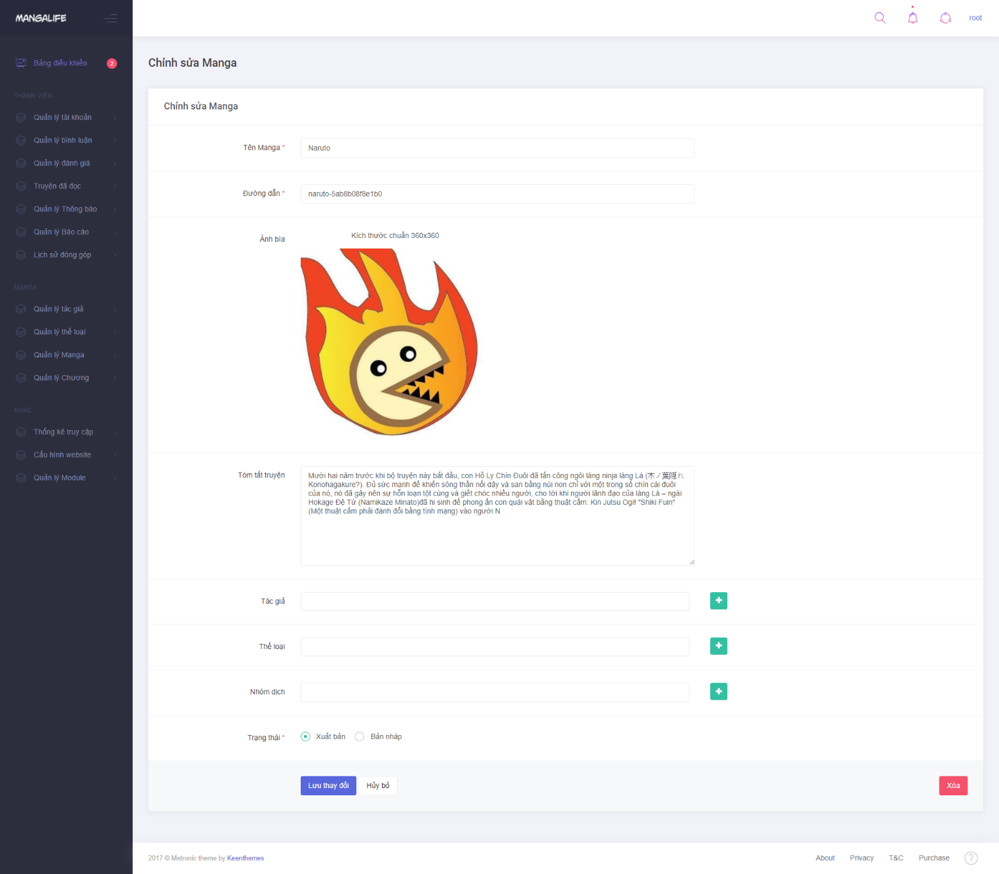 MANGALIFE
root
Bảng điều khiển
2
THÀNH VIÊN
Quản lý tài khoản
Quản lý bình luận
Quản lý đánh giá
Truyện đã đọc
Quản lý Thông báo
Quản lý Báo cáo
Lịch sử đóng góp
MANGA
Quản lý tác giả
Quản lý thể loại
Quản lý Manga
Quản lý Chương
KHÁC
Thống kê truy cập
Cấu hình website
Quản lý Module
Chỉnh sửa Manga
Chỉnh sửa Manga
Tên Manga *
Naruto
Đường dẫn *
naruto-5ab8b08f8e1b0
Ảnh bìa
Kích thước chuẩn 360x360
Tóm tắt truyện
Mười hai năm trước khi bộ truyện này bắt đầu, con Hồ Ly Chín Đuôi đã tấn công ngôi làng ninja làng Lá (木ノ葉隠れ
Konohagakure?). Đủ sức mạnh để khiến sóng thần nổi dậy và san bằng núi non chỉ với một trong số chín cái đuôi
của nó, nó đã gây nên sự hỗn loạn tột cùng và giết chóc nhiều người, cho tới khi người lãnh đạo của làng Lá – ngài
Hokage Đệ Tứ (Namikaze Minato)đã hi sinh để phong ấn con quái vật bằng thuật cấm: Kin Jutsu Ogi! "Shiki Fuin"
(Một thuật cấm phải đánh đổi bằng tính mạng) vào người N
Tác giả
Thể loại
Nhóm dịch
Trạng thái *
Xuất bản
Bản nháp
Lưu thay đổi
Hủy bỏ
Xóa
2017 © Metronic theme by Keenthemes
About
Privacy
T&C
Purchase
?